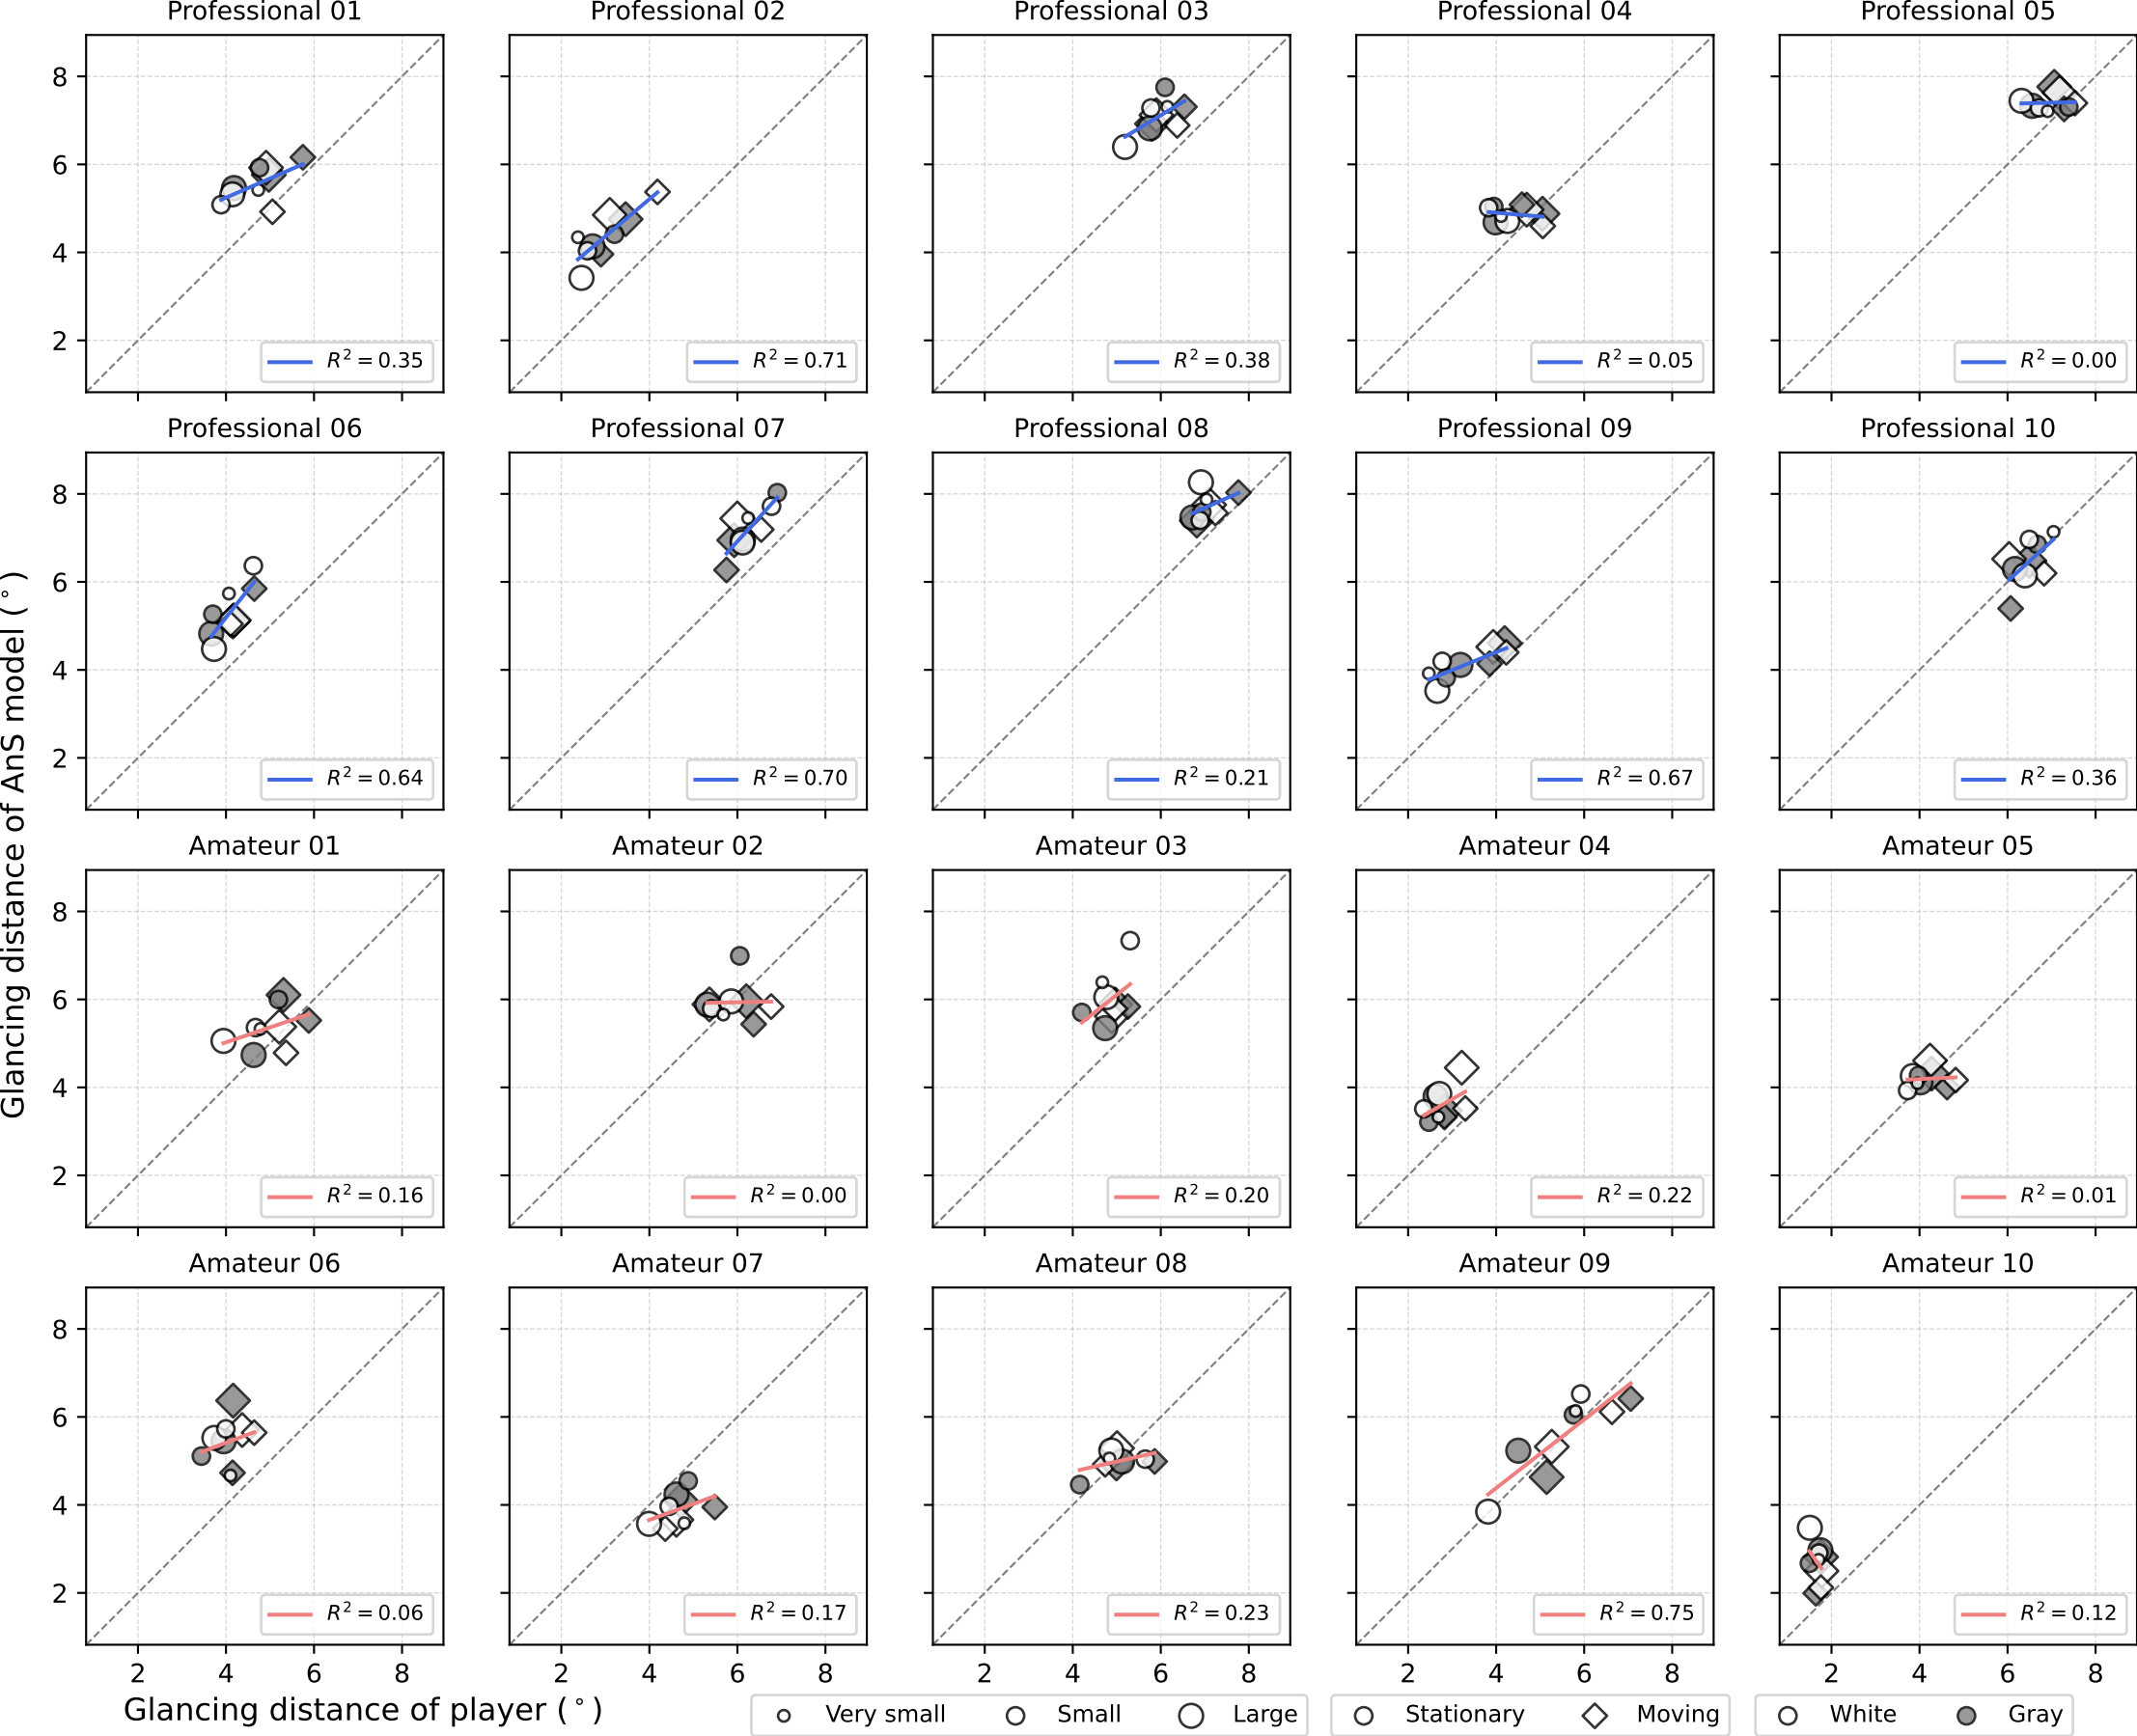 Professional 01
Professional 02
Professional 03
Professional 04
Professional 05
8
6
4
2
R² = 0.35
R² = 0.71
R² = 0.38
R² = 0.05
R² = 0.00
Professional 06
Professional 07
Professional 08
Professional 09
Professional 10
8
6
4
2
R² = 0.64
R² = 0.70
R² = 0.21
R² = 0.67
R² = 0.36
Glancing distance of AnS model (°)
Amateur 01
Amateur 02
Amateur 03
Amateur 04
Amateur 05
8
6
4
2
R² = 0.16
R² = 0.00
R² = 0.20
R² = 0.22
R² = 0.01
Amateur 06
Amateur 07
Amateur 08
Amateur 09
Amateur 10
8
6
4
2
R² = 0.06
R² = 0.17
R² = 0.23
R² = 0.75
R² = 0.12
2 4 6 8
2 4 6 8
2 4 6 8
2 4 6 8
2 4 6 8
Glancing distance of player (°)
Very small Small Large
Stationary Moving
White Gray